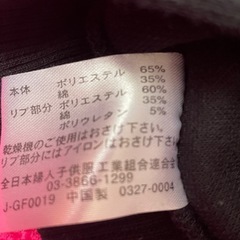 本体 ポリエステル 65%
綿 35%
リブ部分 ポリエステル 60%
綿 35%
ポリウレタン 5%
乾燥機のご使用はおさけ下さい。
リブ部分にはアイロンはおさけ下さい
全日本婦人子供服工業組合連合会
03-3866-1299
J-GF0019 中国製 0327-0004